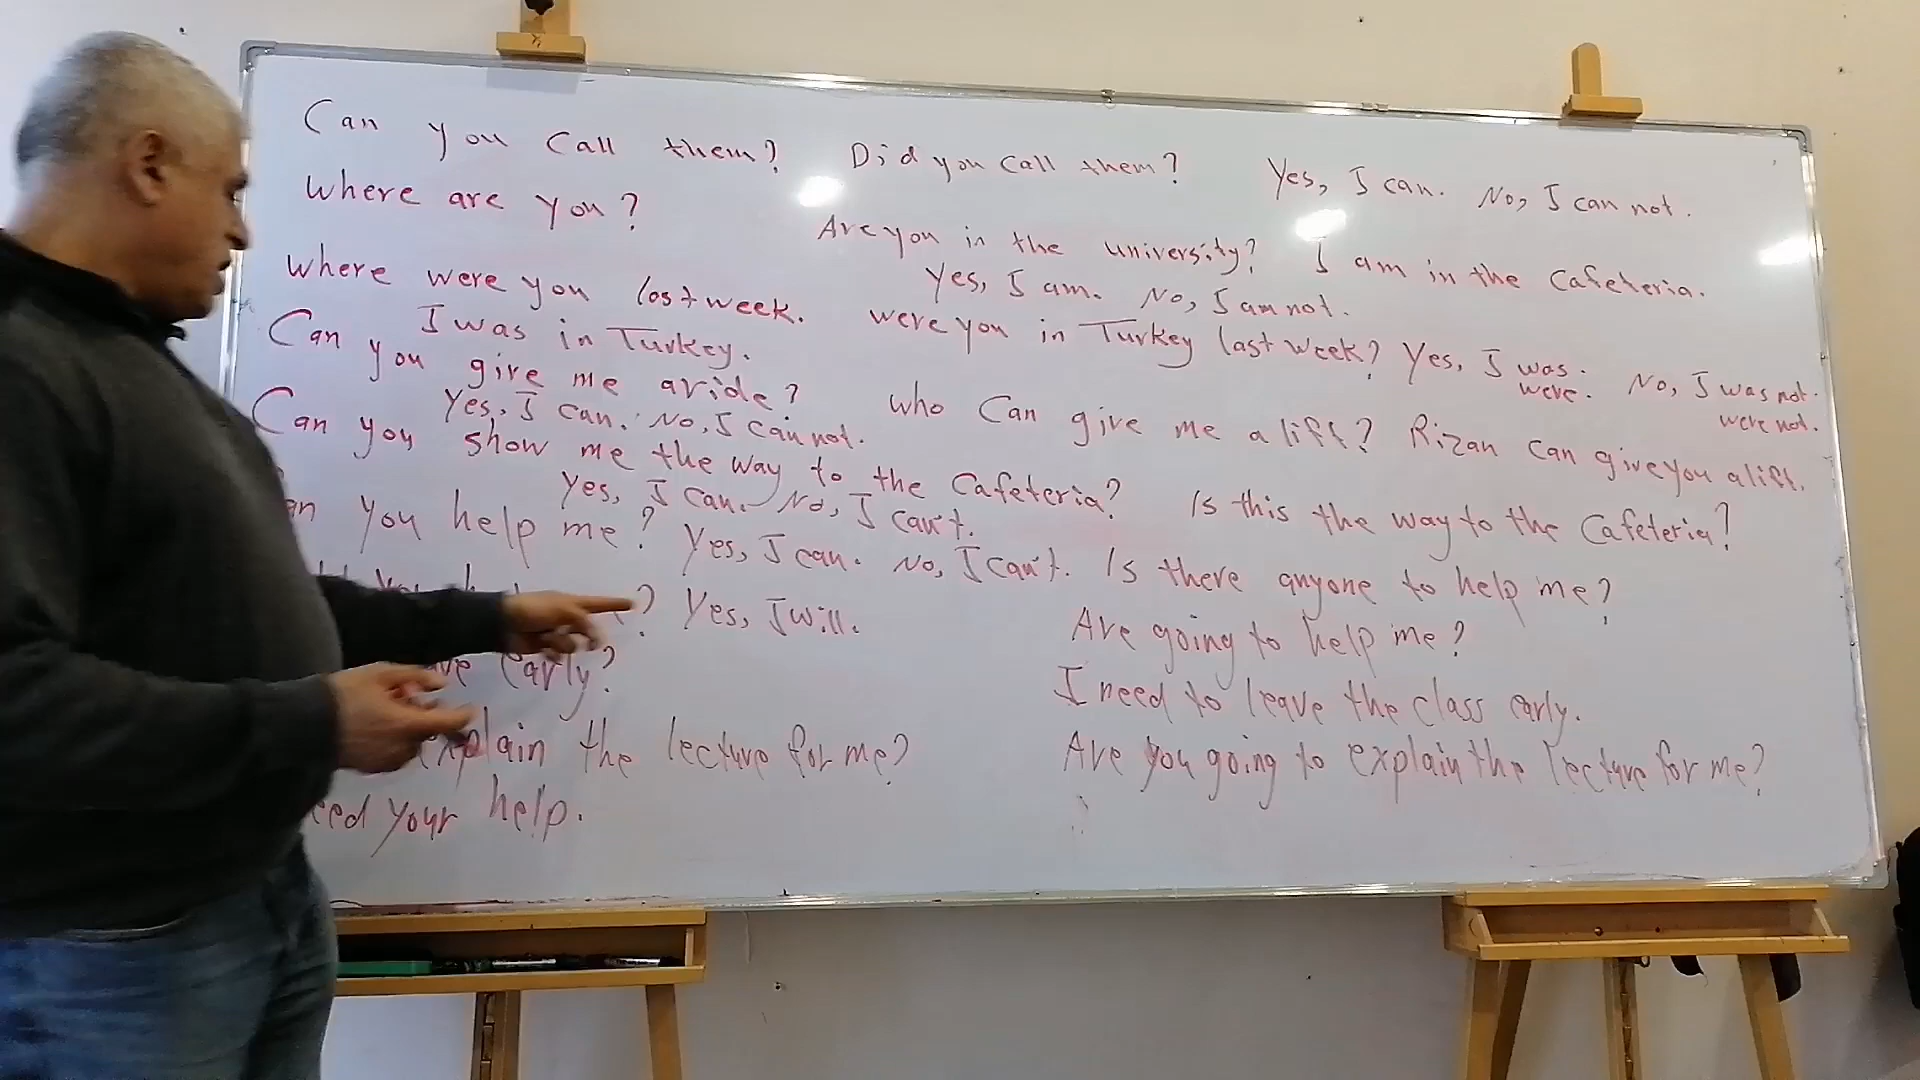 Can you Call them? Did you call them? Yes, I can. No, I can not.
Where are you?
Are you in the university? I am in the Cafeteria.
Yes, I am. No, I am not.
Where were you last week. were you in Turkey last week? Yes, I was. No, I was not.
were. were not.
I was in Turkey.
Can you give me a ride? who Can give me a lift? Rizan can give you a lift.
Yes, I can. No, I can not.
Can you show me the way to the Cafeteria? Is this the way to the Cafeteria?
Yes, I can. No, I can't.
you help me? Yes, I can. No, I can't. Is there anyone to help me?
? Yes, I will. Are going to help me?
early? I need to leave the class early.
explain the lecture for me? Are you going to explain the lecture for me?
your help.